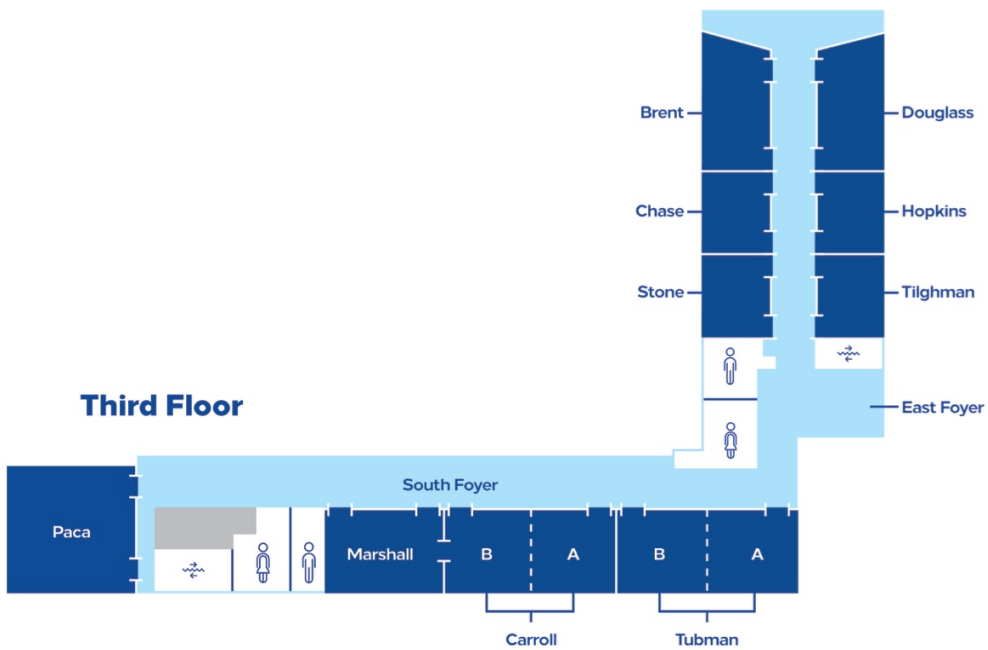 Brent
Douglass
Chase
Hopkins
Stone
Tilghman
Third Floor
East Foyer
South Foyer
Paca
Marshall
B
A
B
A
Carroll
Tubman